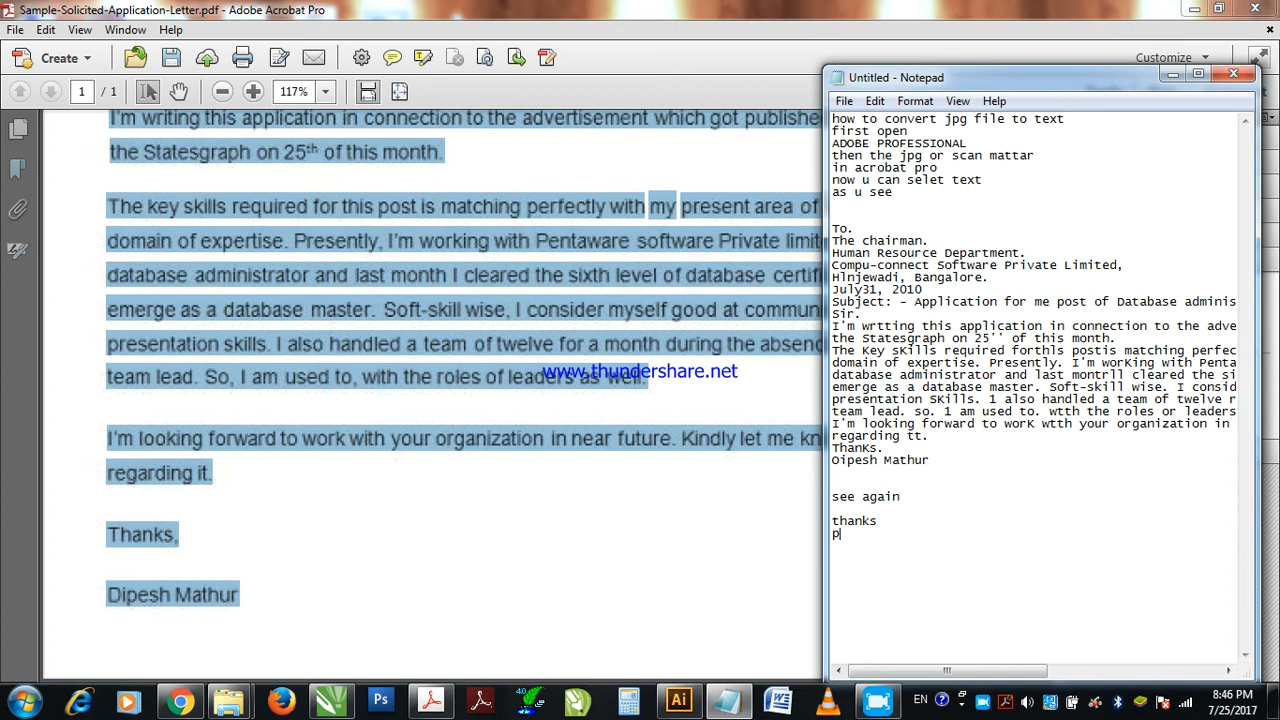 Sample-Solicited-Application-Letter.pdf - Adobe Acrobat Pro
File Edit View Window Help
Create
Customize
1 / 1
117%
I'm writing this application in connection to the advertisement which got publishe
the Statesgraph on 25th of this month.
The key skills required for this post is matching perfectly with my present area of
domain of expertise. Presently, I'm working with Pentaware software Private limit
database administrator and last month I cleared the sixth level of database certif
emerge as a database master. Soft-skill wise, I consider myself good at commun
presentation skills. I also handled a team of twelve for a month during the absenc
team lead. So, I am used to, with the roles of leaders as well.
www.thundershare.net
I'm looking forward to work with your organization in near future. Kindly let me kn
regarding it.
Thanks,
Dipesh Mathur
Untitled - Notepad
File Edit Format View Help
how to convert jpg file to text
first open
ADOBE PROFESSIONAL
then the jpg or scan mattar
in acrobat pro
now u can selet text
as u see
To.
The chairman.
Human Resource Department.
Compu-connect Software Private Limited,
Hlnjewadi, Bangalore.
July31, 2010
Subject: - Application for me post of Database adminis
Sir.
I'm wrtting this application in connection to the adve
the Statesgraph on 25'' of this month.
The Key sKills required forthls postis matching perfec
domain of expertise. Presently. I'm worKing with Penta
database administrator and last montrll cleared the si
emerge as a database master. Soft-Skill wise. I consid
presentation SKills. 1 also handled a team of twelve r
team lead. so. 1 am used to. wtth the roles or leaders
I'm looking forward to worK wtth your organization in
regarding tt.
ThanKs.
Oipesh Mathur
see again
thanks
p
Ps
4.0
Ai
W
EN
8:46 PM
7/25/2017